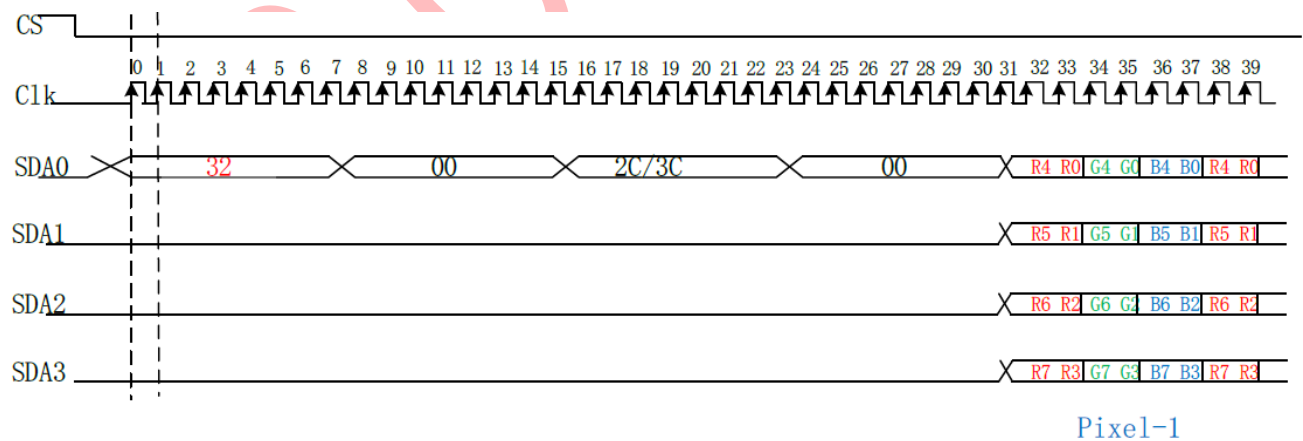 CS
0 1 2 3 4 5 6 7 8 9 10 11 12 13 14 15 16 17 18 19 20 21 22 23 24 25 26 27 28 29 30 31 32 33 34 35 36 37 38 39
Clk
SDA0 32 00 2C/3C 00 R4 R0 G4 G0 B4 B0 R4 R0
SDA1 R5 R1 G5 G1 B5 B1 R5 R1
SDA2 R6 R2 G6 G2 B6 B2 R6 R2
SDA3 R7 R3 G7 G3 B7 B3 R7 R3
Pixel-1